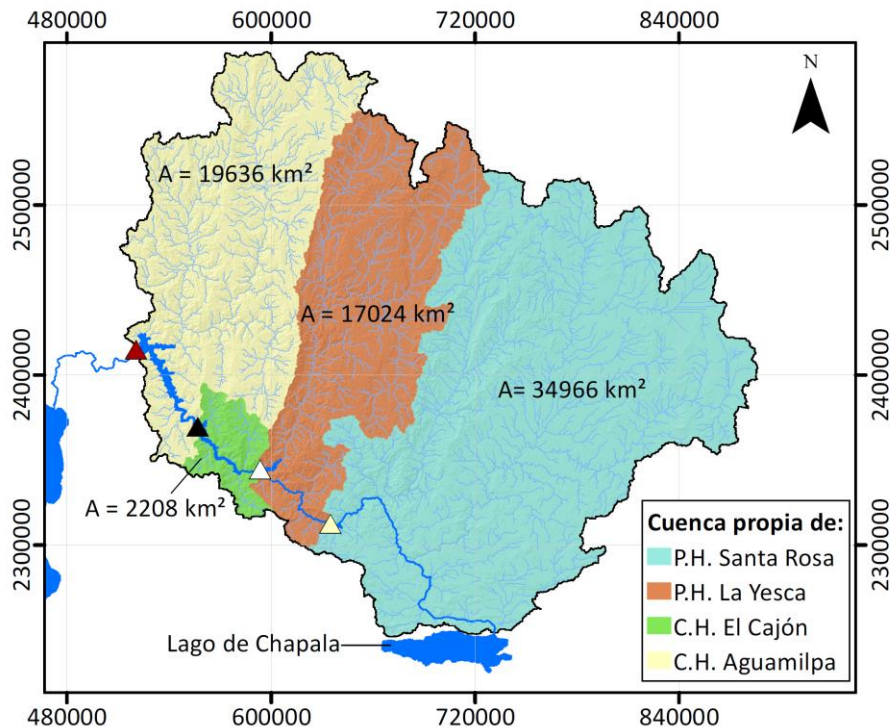 480000 600000 720000 840000
N
A = 19636 km²
2500000 2500000
A = 17024 km²
2400000 A= 34966 km² 2400000
A = 2208 km²
Cuenca propia de:
P.H. Santa Rosa
2300000 2300000
P.H. La Yesca
C.H. El Cajón
Lago de Chapala
C.H. Aguamilpa
480000 600000 720000 840000